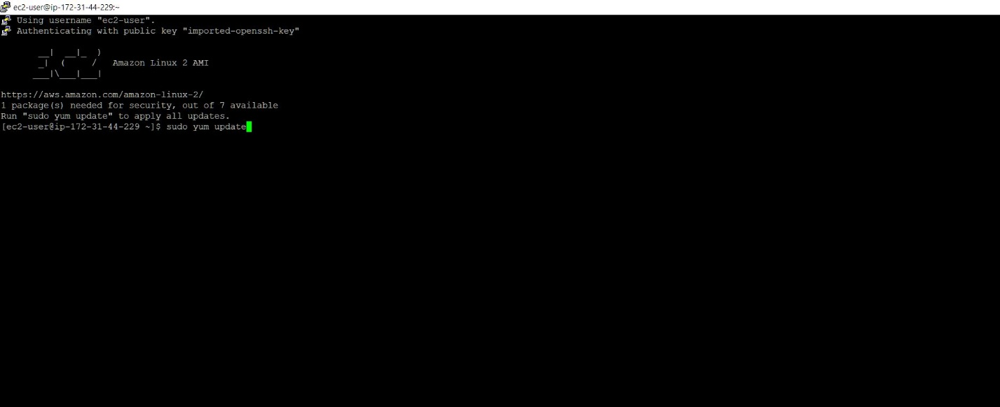 ec2-user@ip-172-31-44-229:~
Using username "ec2-user".
Authenticating with public key "imported-openssh-key"
       __|  __|_  )
       _|  (     /   Amazon Linux 2 AMI
      ___|\___|___|
https://aws.amazon.com/amazon-linux-2/
1 package(s) needed for security, out of 7 available
Run "sudo yum update" to apply all updates.
[ec2-user@ip-172-31-44-229 ~]$ sudo yum update